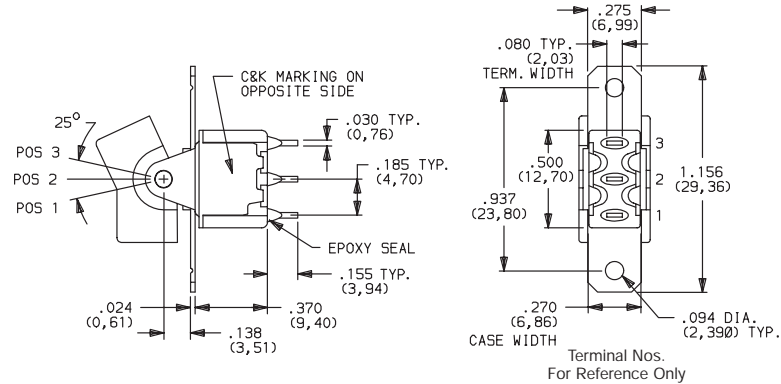 C&K MARKING ON
OPPOSITE SIDE
.030 TYP.
(0,76)
25°
POS 3
POS 2
POS 1
.185 TYP.
(4,70)
EPOXY SEAL
.155 TYP.
(3,94)
.024
(0,61)
.370
(9,40)
.138
(3,51)
.275
(6,99)
.080 TYP.
(2,03)
TERM. WIDTH
3
2
1
.500
(12,70)
.937
(23,80)
1.156
(29,36)
.270
(6,86)
CASE WIDTH
.094 DIA.
(2,39Ø) TYP.
Terminal Nos.
For Reference Only